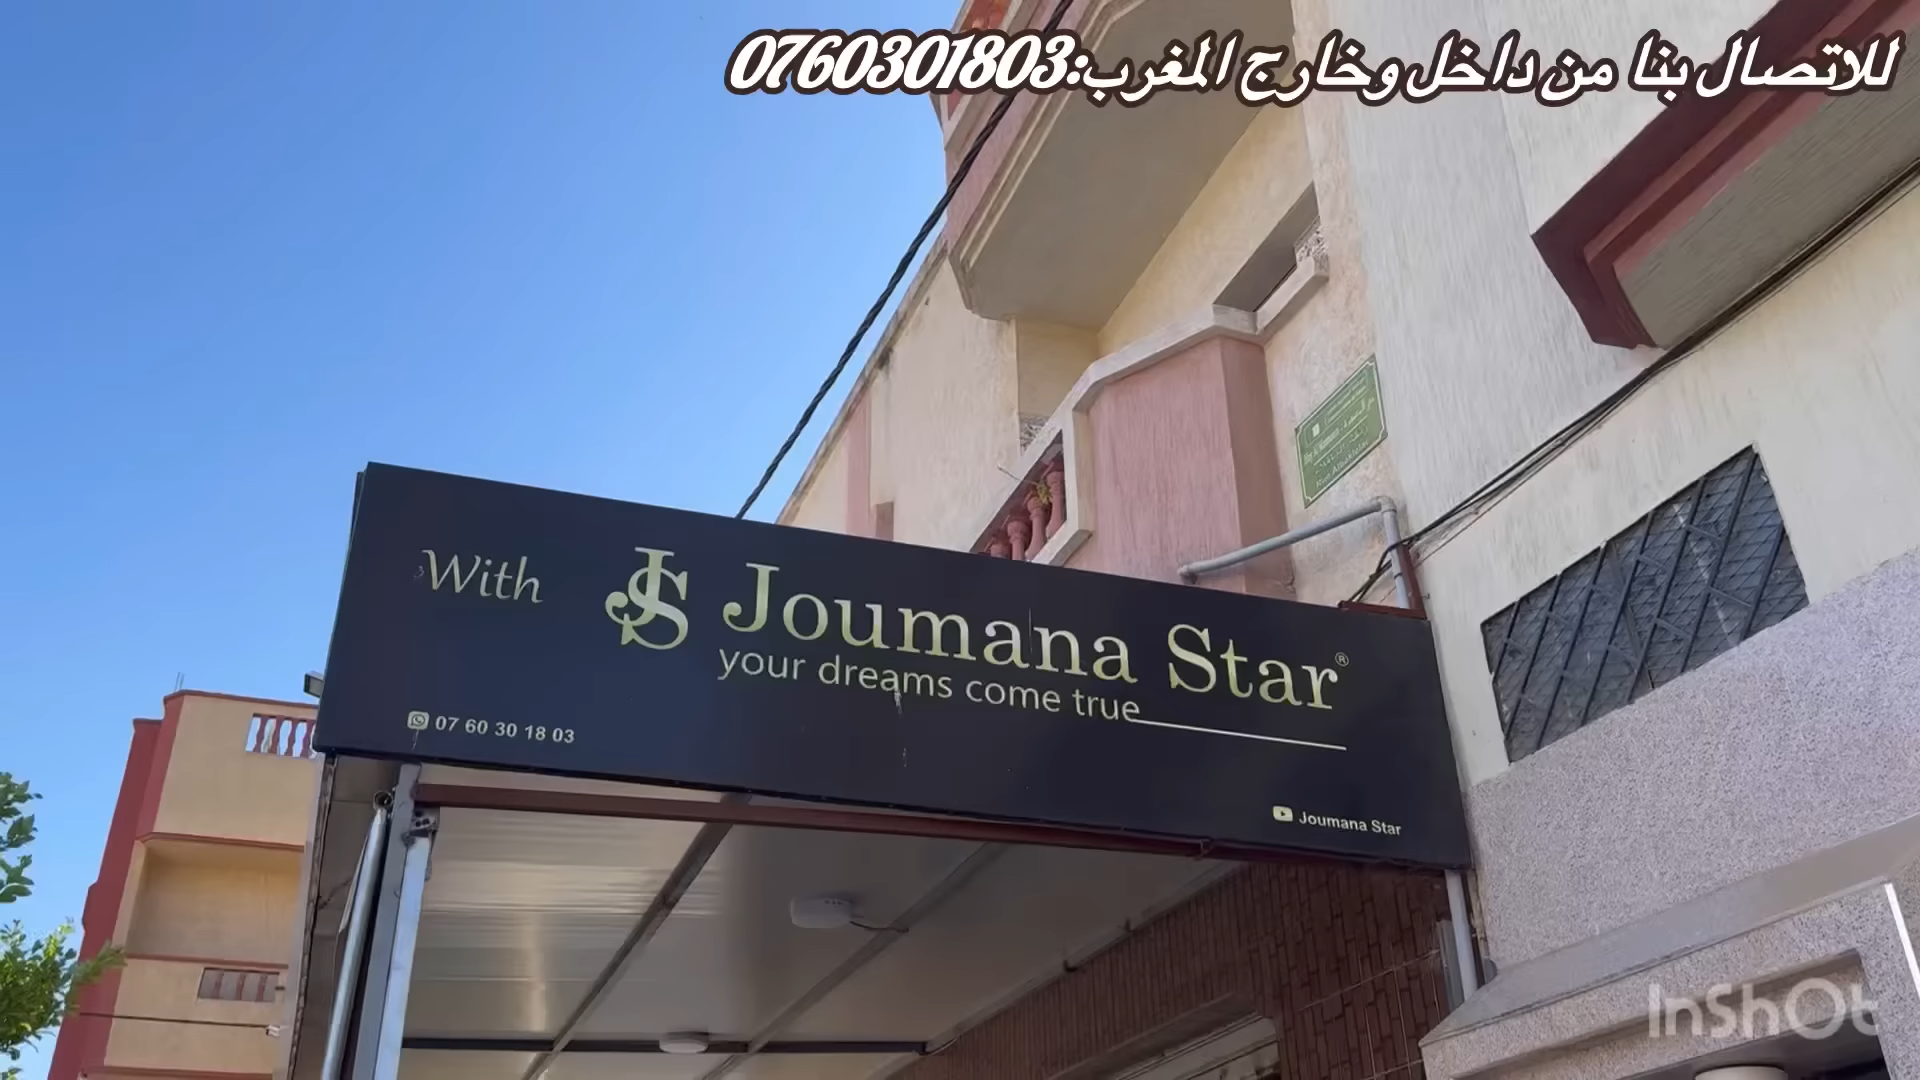 للاتصال بنا من داخل وخارج المغرب:0760301803
With JS Joumana Star®
your dreams come true
07 60 30 18 03
Joumana Star
InShOt